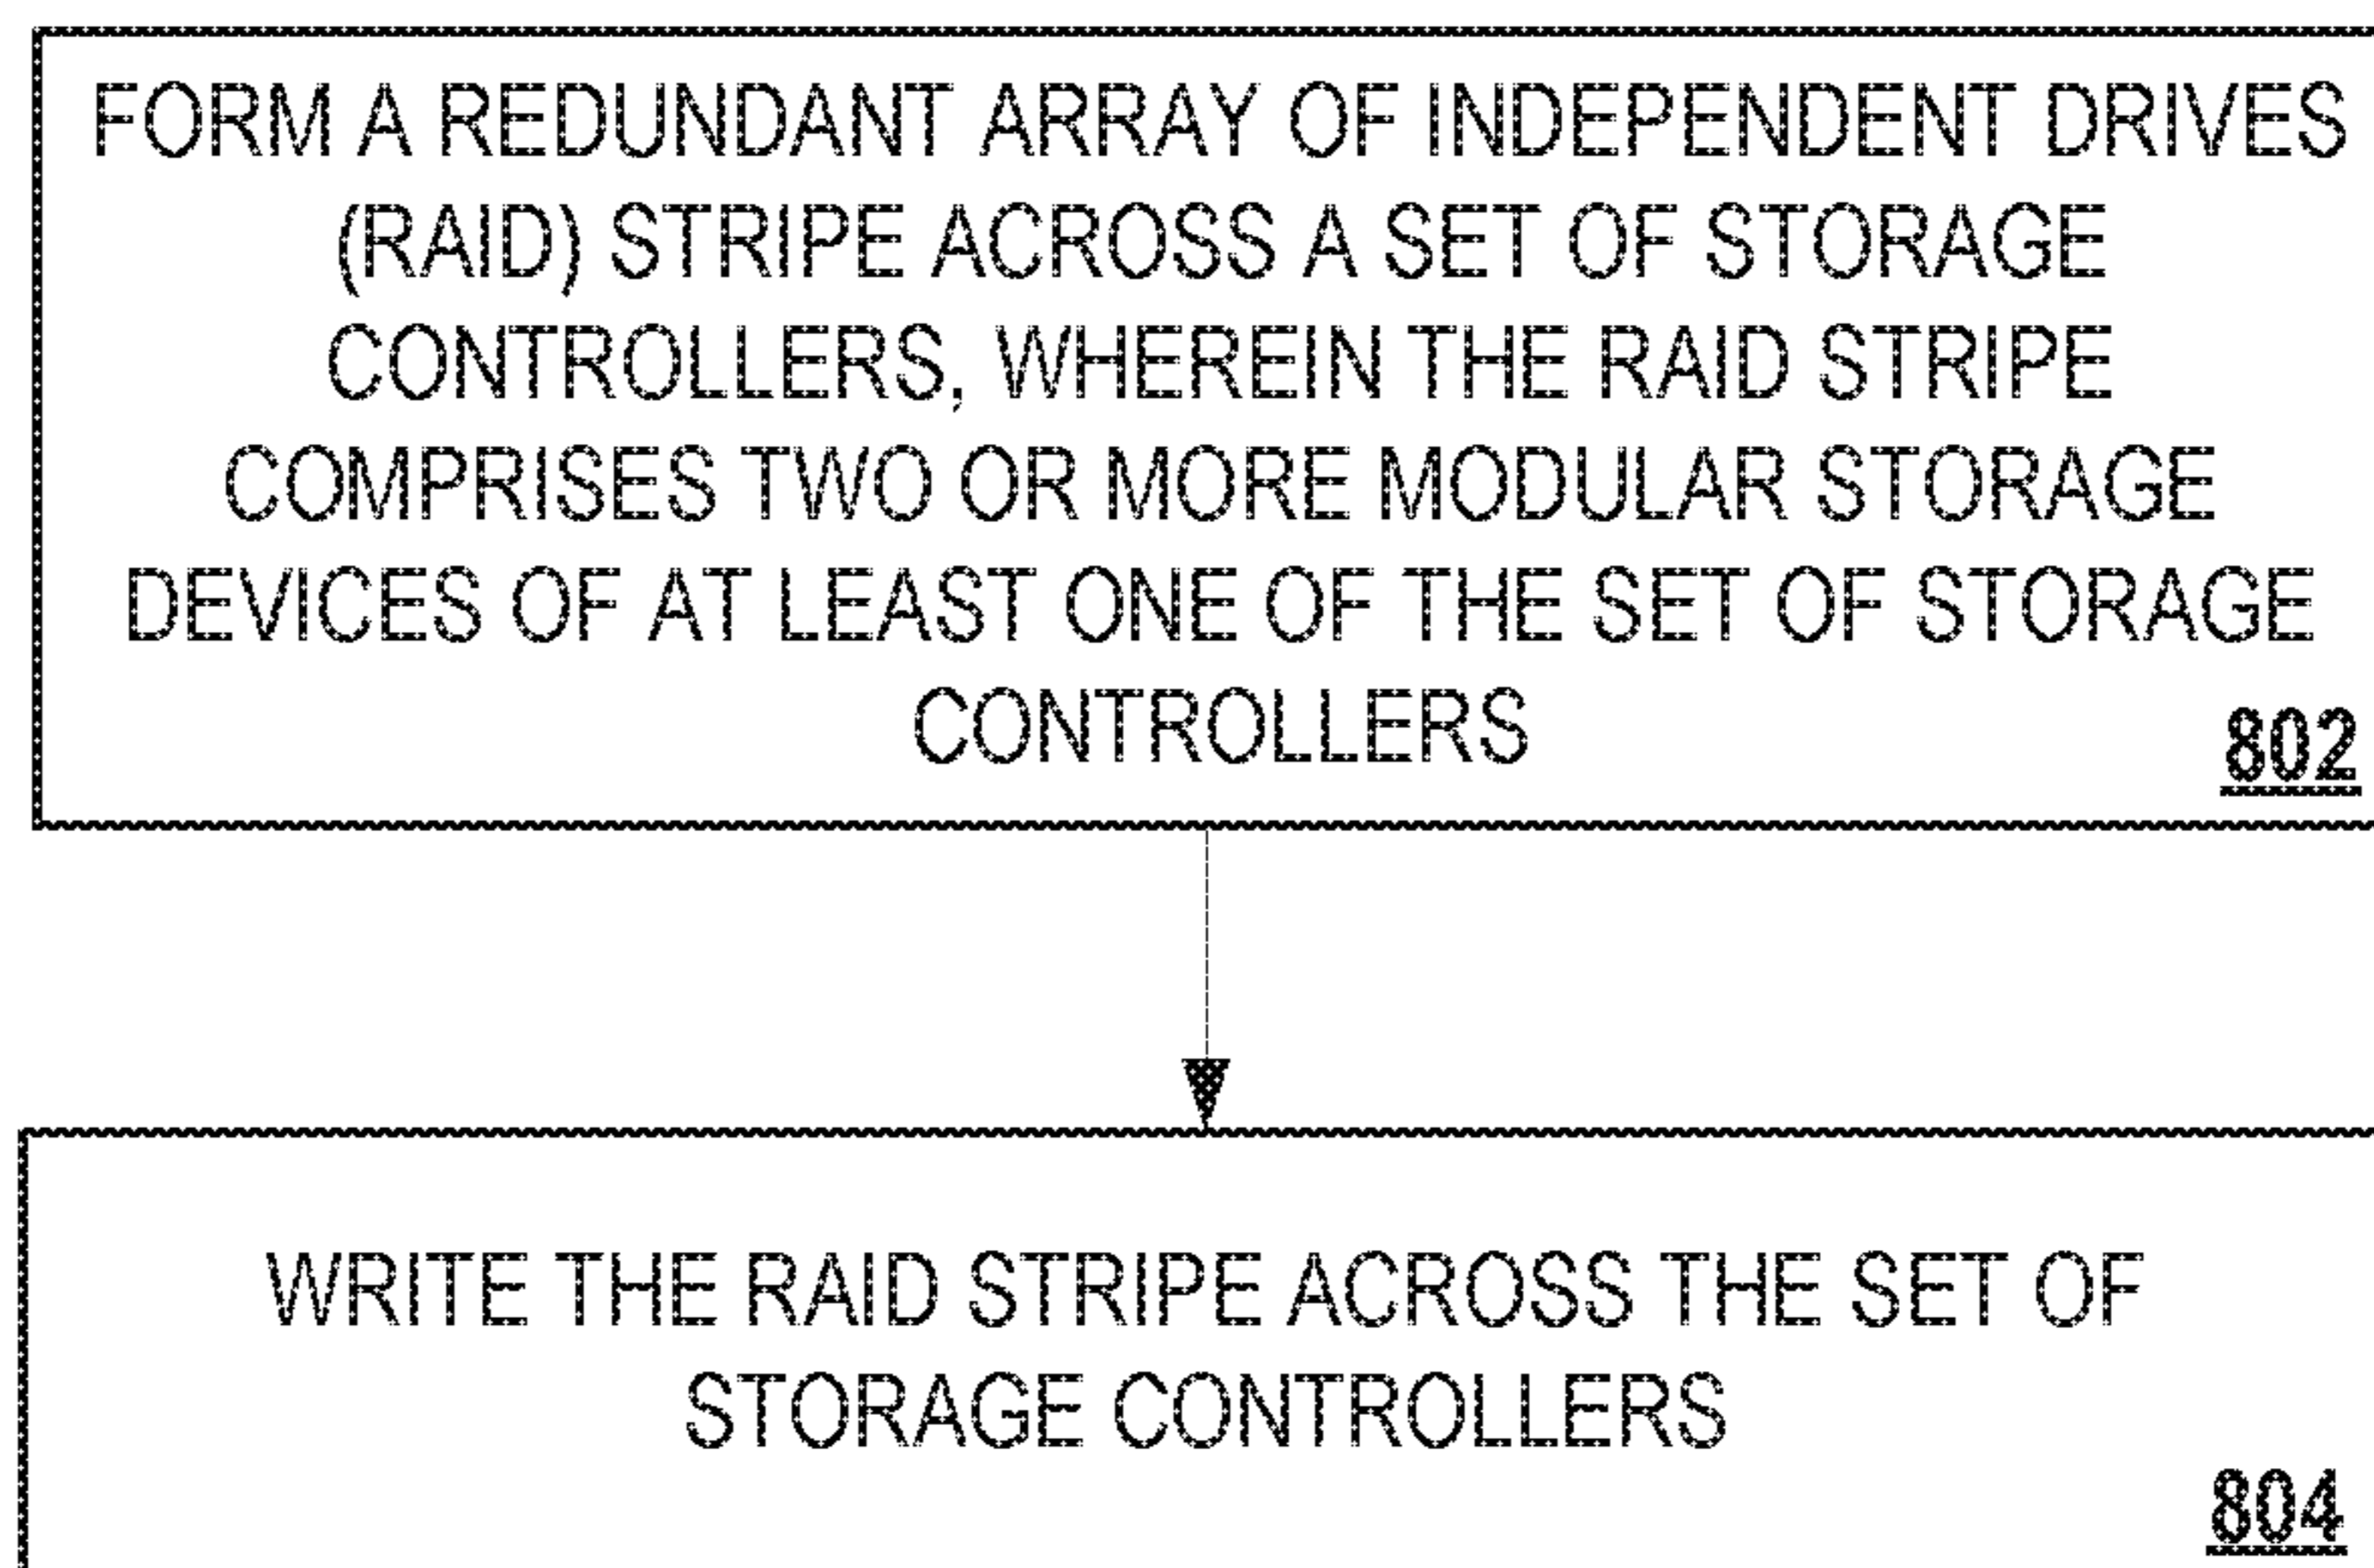 FORM A REDUNDANT ARRAY OF INDEPENDENT DRIVES
(RAID) STRIPE ACROSS A SET OF STORAGE
CONTROLLERS, WHEREIN THE RAID STRIPE
COMPRISES TWO OR MORE MODULAR STORAGE
DEVICES OF AT LEAST ONE OF THE SET OF STORAGE
CONTROLLERS
802
WRITE THE RAID STRIPE ACROSS THE SET OF
STORAGE CONTROLLERS
804